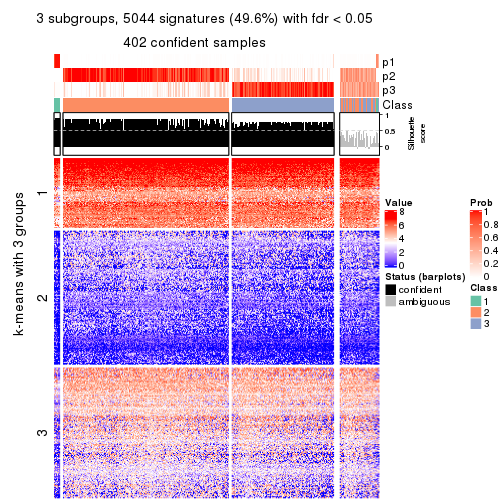 3 subgroups, 5044 signatures (49.6%) with fdr < 0.05
402 confident samples
p1
p2
p3
Class
1
0.5
0
Silhouette
score
k-means with 3 groups
1
2
3
Value
8
6
4
2
0
Status (barplots)
confident
ambiguous
Prob
1
0.8
0.6
0.4
0.2
0
Class
1
2
3